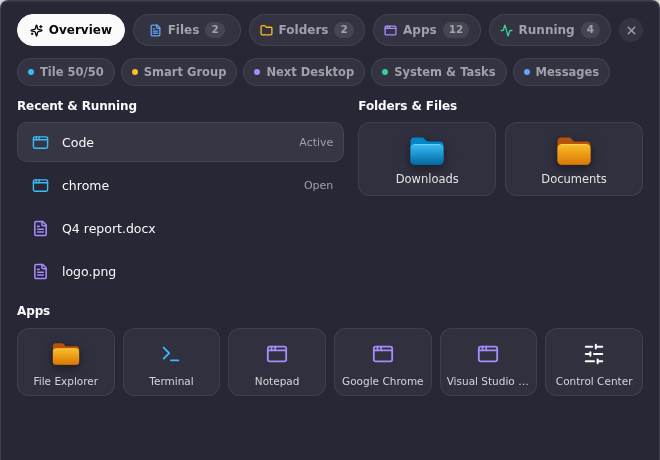 Overview
Files 2
Folders 2
Apps 12
Running 4
Tile 50/50
Smart Group
Next Desktop
System & Tasks
Messages
Recent & Running
Code Active
chrome Open
Q4 report.docx
logo.png
Folders & Files
Downloads
Documents
Apps
File Explorer
Terminal
Notepad
Google Chrome
Visual Studio ...
Control Center